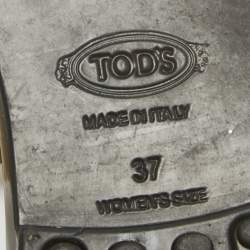 TOD'S
MADE IN ITALY
37
WOMEN'S SIZE